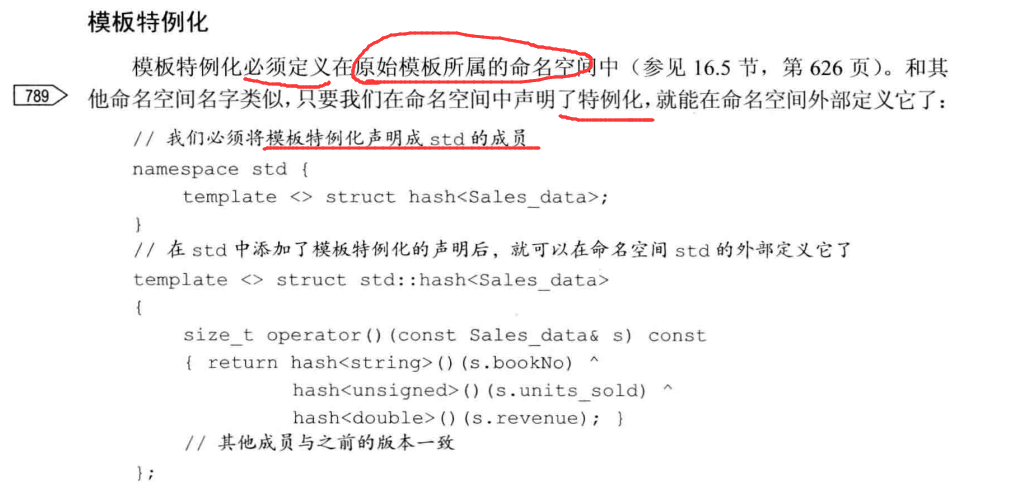 模板特例化
模板特例化必须定义在原始模板所属的命名空间中（参见 16.5 节，第 626 页）。和其
789
他命名空间名字类似，只要我们在命名空间中声明了特例化，就能在命名空间外部定义它了：
// 我们必须将模板特例化声明成 std 的成员
namespace std {
    template <> struct hash<Sales_data>;
}
// 在 std 中添加了模板特例化的声明后，就可以在命名空间 std 的外部定义它了
template <> struct std::hash<Sales_data>
{
    size_t operator()(const Sales_data& s) const
    { return hash<string>()(s.bookNo) ^
            hash<unsigned>()(s.units_sold) ^
            hash<double>()(s.revenue); }
    // 其他成员与之前的版本一致
};